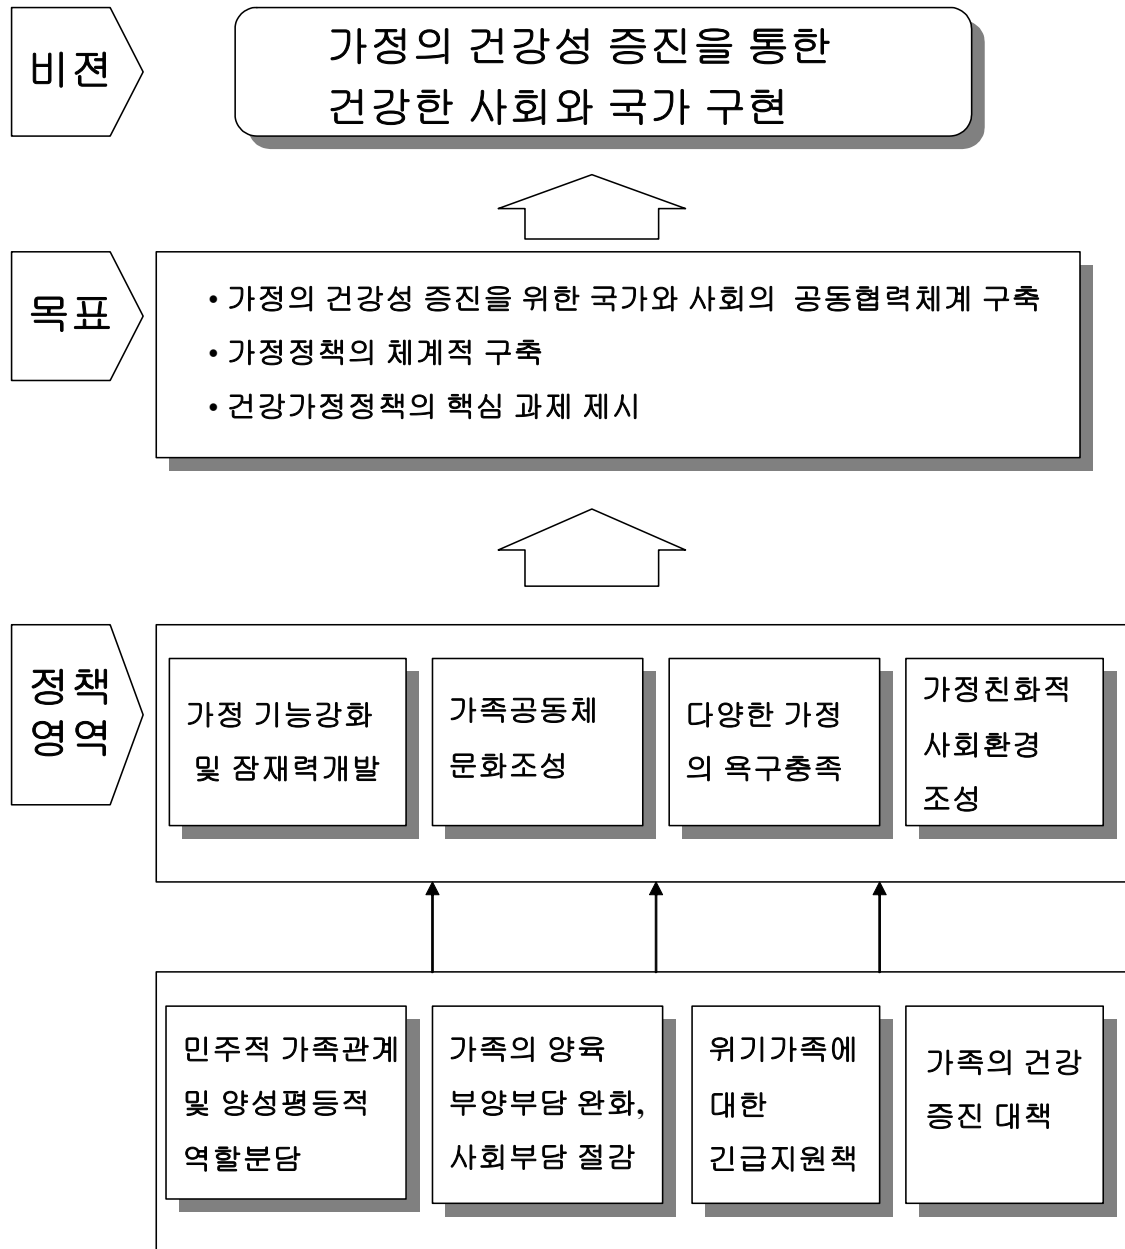 비젼
가정의 건강성 증진을 통한
건강한 사회와 국가 구현
목표
• 가정의 건강성 증진을 위한 국가와 사회의 공동협력체계 구축
• 가정정책의 체계적 구축
• 건강가정정책의 핵심 과제 제시
정책
영역
가정 기능강화
및 잠재력개발
가족공동체
문화조성
다양한 가정
의 욕구충족
가정친화적
사회환경
조성
민주적 가족관계
및 양성평등적
역할분담
가족의 양육
부양부담 완화,
사회부담 절감
위기가족에
대한
긴급지원책
가족의 건강
증진 대책